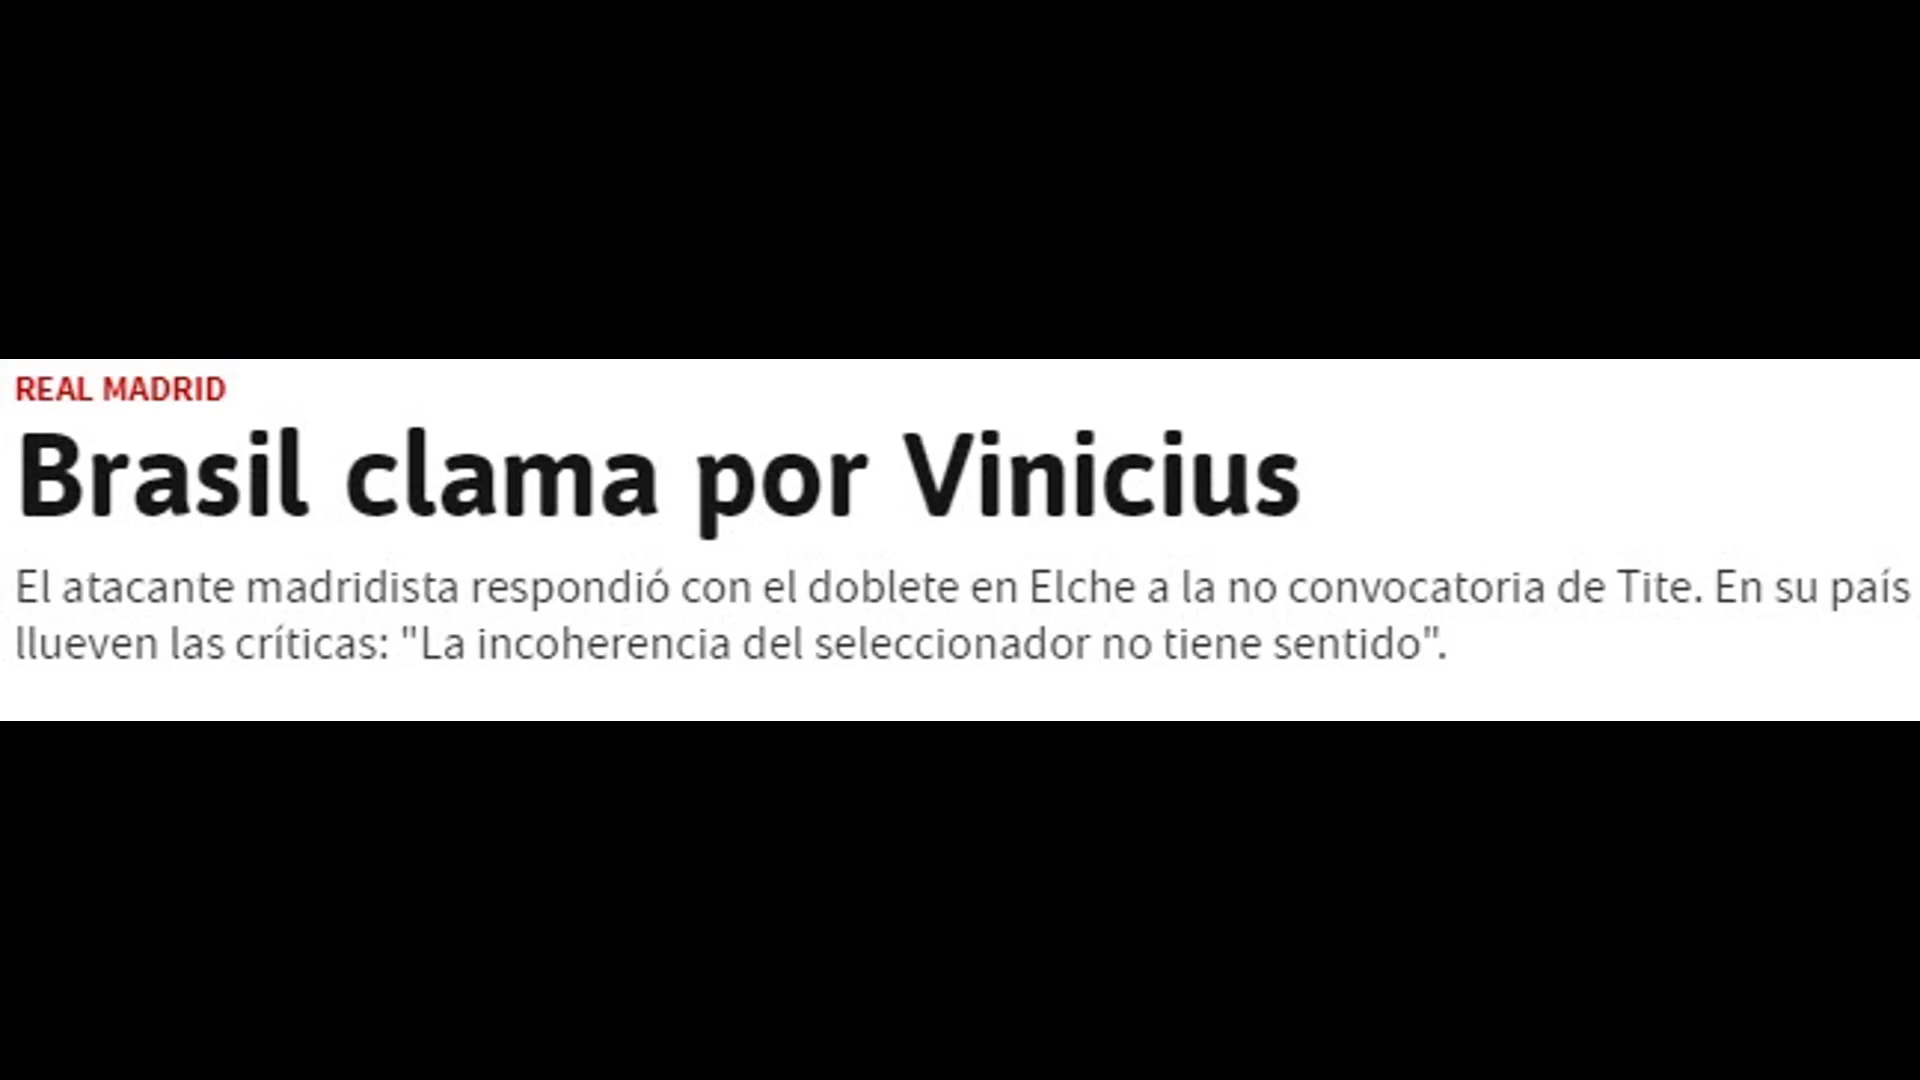 REAL MADRID
Brasil clama por Vinicius
El atacante madridista respondió con el doblete en Elche a la no convocatoria de Tite. En su país
llueven las críticas: "La incoherencia del seleccionador no tiene sentido".